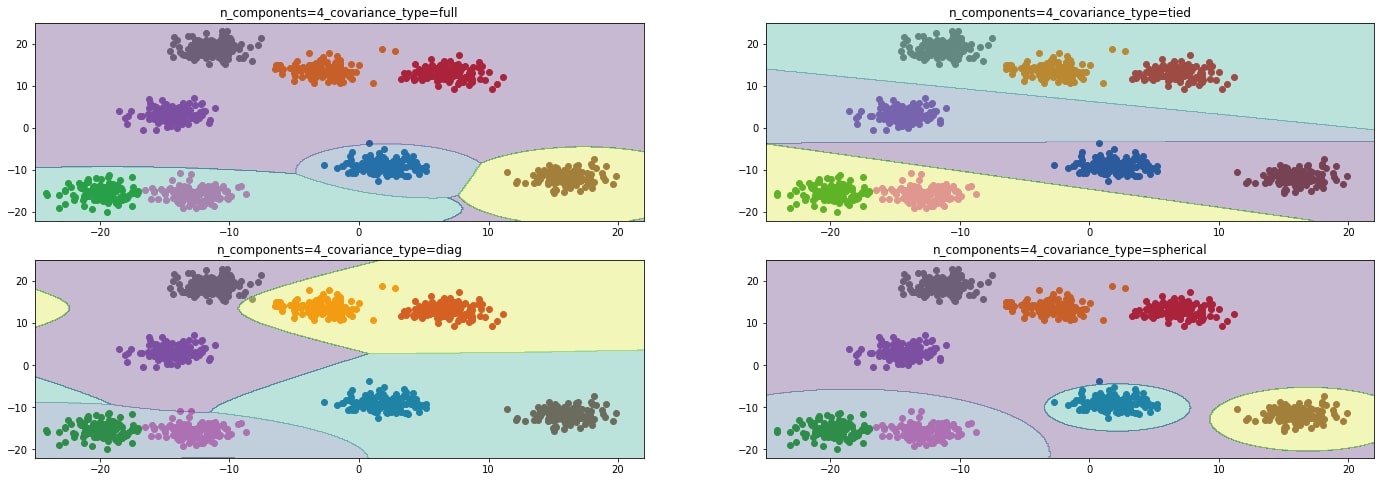 n_components=4_covariance_type=full
20
10
0
−10
−20
−20 −10 0 10 20
n_components=4_covariance_type=tied
20
10
0
−10
−20
−20 −10 0 10 20
n_components=4_covariance_type=diag
20
10
0
−10
−20
−20 −10 0 10 20
n_components=4_covariance_type=spherical
20
10
0
−10
−20
−20 −10 0 10 20